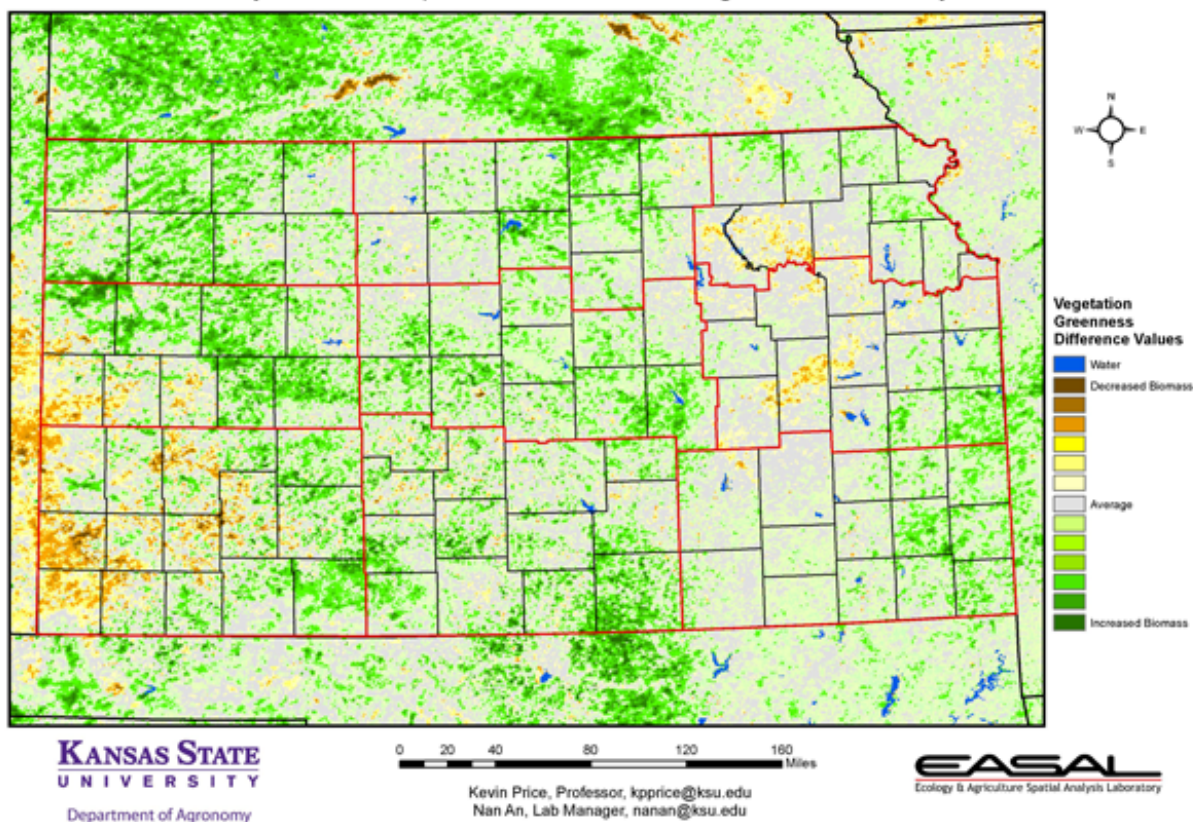 N
W
E
S
Vegetation
Greenness
Difference Values
Water
Decreased Biomass
Average
Increased Biomass
KANSAS STATE
UNIVERSITY
Department of Agronomy
0 20 40 80 120 160
Miles
Kevin Price, Professor, kpprice@ksu.edu
Nan An, Lab Manager, nanan@ksu.edu
EASAL
Ecology & Agriculture Spatial Analysis Laboratory